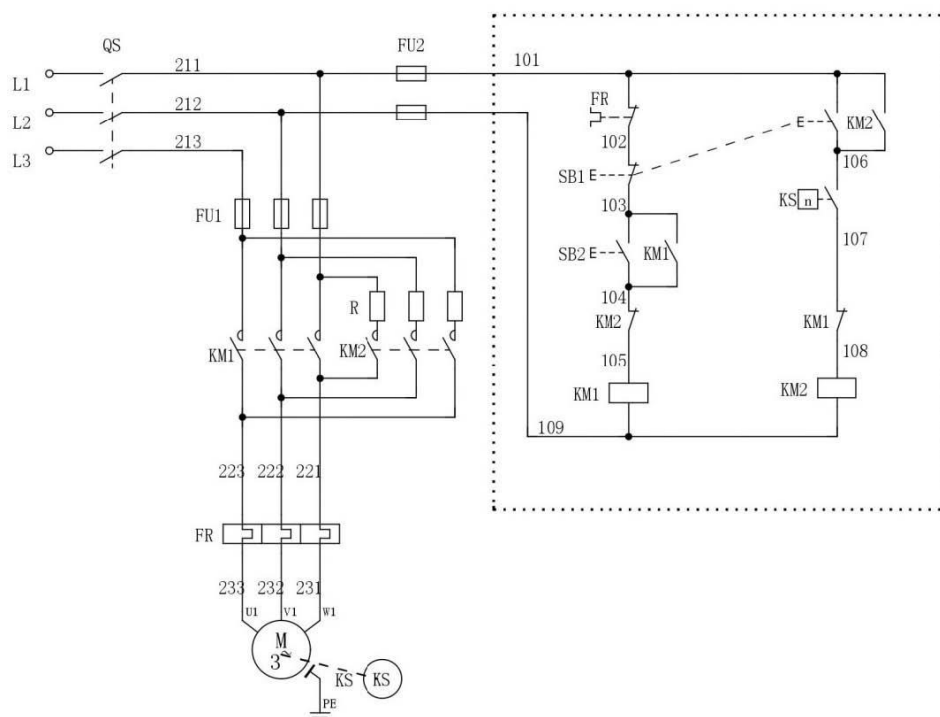 QS
FU2
L1
211
101
L2
212
FR
KM2
L3
213
102
106
SB1
KS
n
103
FU1
107
SB2
KM1
R
104
KM2
KM1
KM1
KM2
105
108
KM1
KM2
109
223
222
221
FR
233
232
231
U1
V1
W1
M
3~
KS
KS
PE